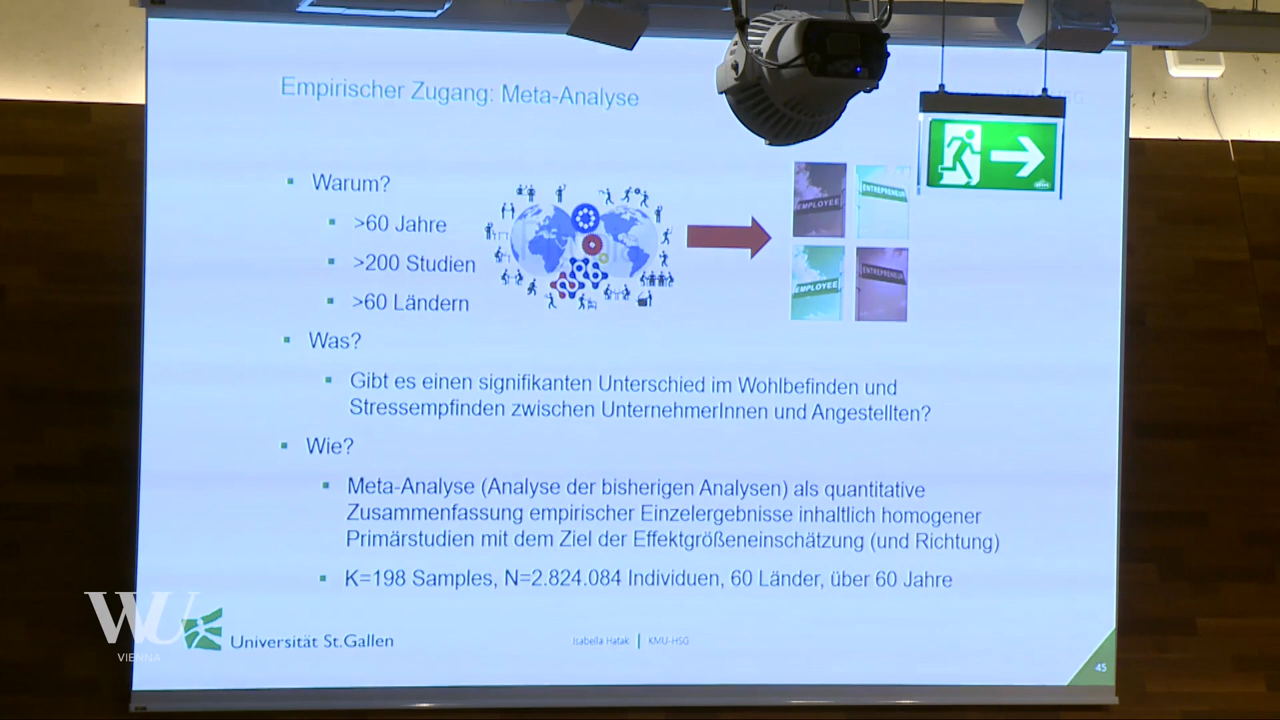 Empirischer Zugang: Meta-Analyse
Warum?
>60 Jahre
>200 Studien
>60 Ländern
EMPLOYEE
ENTREPRENEUR
EMPLOYEE
ENTREPRENEUR
Was?
Gibt es einen signifikanten Unterschied im Wohlbefinden und
Stressempfinden zwischen UnternehmerInnen und Angestellten?
Wie?
Meta-Analyse (Analyse der bisherigen Analysen) als quantitative
Zusammenfassung empirischer Einzelergebnisse inhaltlich homogener
Primärstudien mit dem Ziel der Effektgrößeneinschätzung (und Richtung)
K=198 Samples, N=2.824.084 Individuen, 60 Länder, über 60 Jahre
WU
VIENNA
Universität St.Gallen
Isabella Hatak | KMU-HSG
45